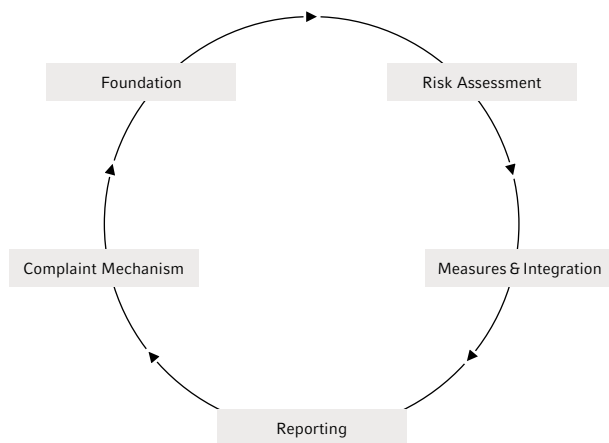 Foundation
Risk Assessment
Complaint Mechanism
Measures & Integration
Reporting